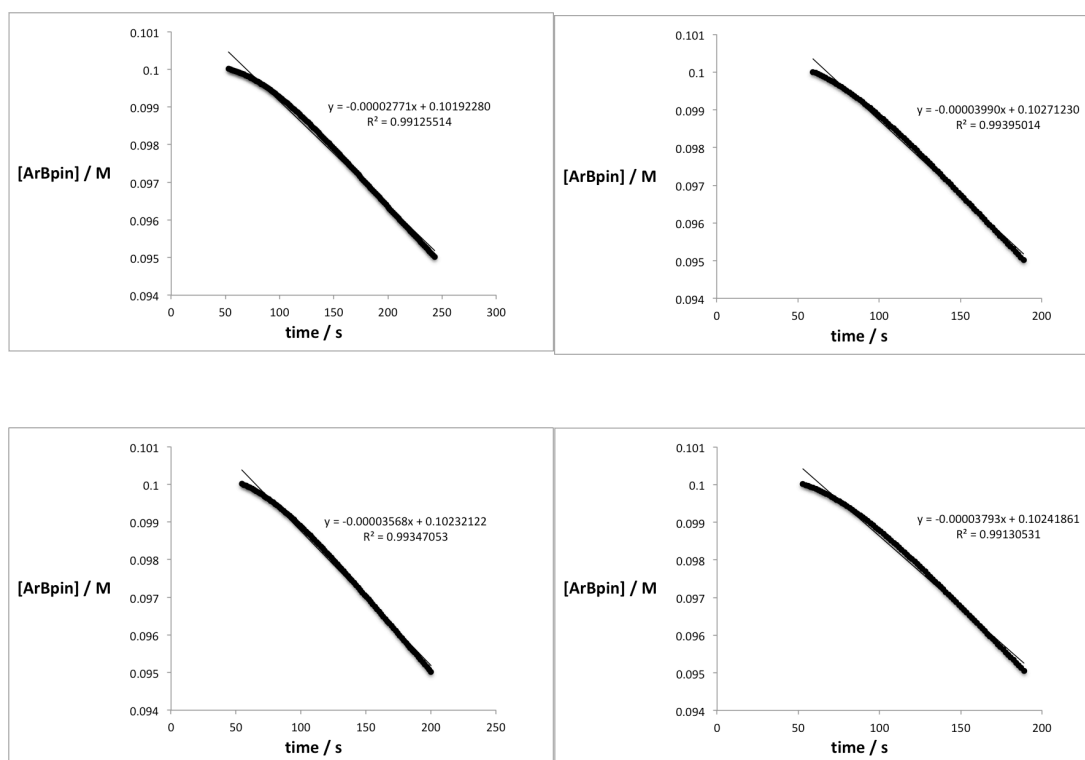 0.101
0.1
0.099
0.098
0.097
0.096
0.095
0.094
[ArBpin] / M
y = -0.00002771x + 0.10192280
R² = 0.99125514
0 50 100 150 200 250 300
time / s
0.101
0.1
0.099
0.098
0.097
0.096
0.095
0.094
[ArBpin] / M
y = -0.00003990x + 0.10271230
R² = 0.99395014
0 50 100 150 200
time / s
0.101
0.1
0.099
0.098
0.097
0.096
0.095
0.094
[ArBpin] / M
y = -0.00003568x + 0.10232122
R² = 0.99347053
0 50 100 150 200 250
time / s
0.101
0.1
0.099
0.098
0.097
0.096
0.095
0.094
[ArBpin] / M
y = -0.00003793x + 0.10241861
R² = 0.99130531
0 50 100 150 200
time / s